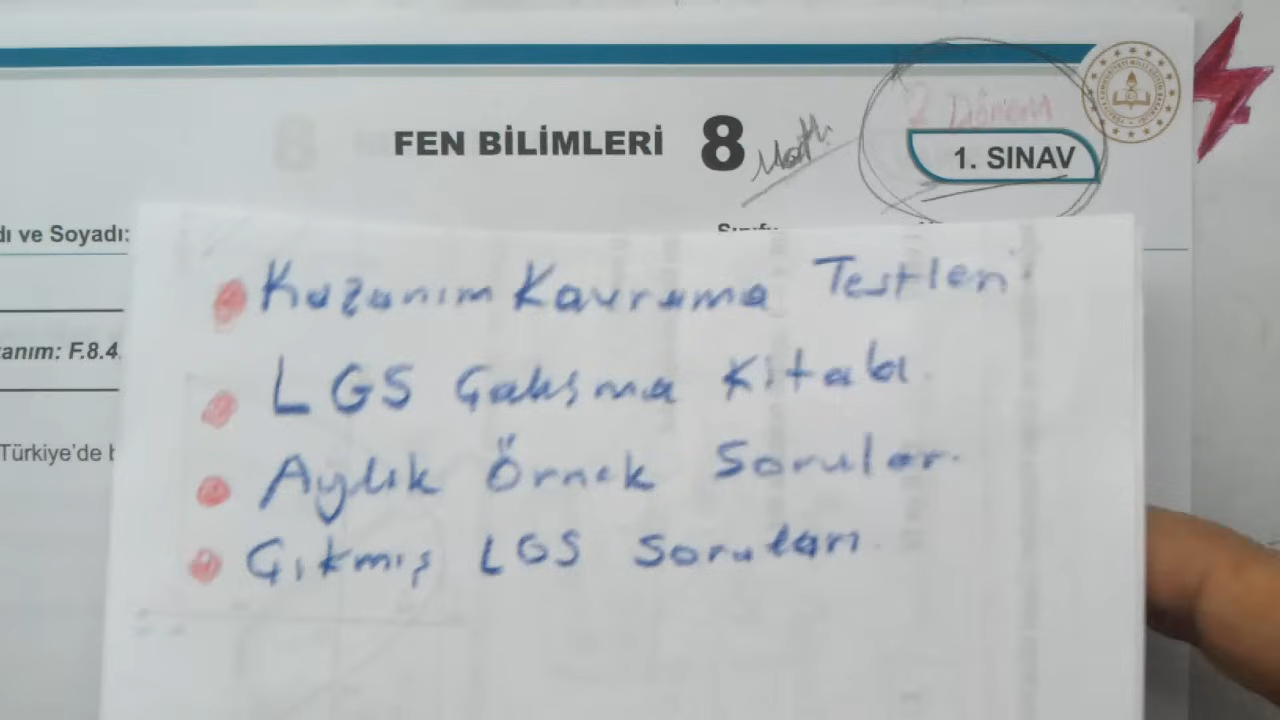 2 Dönem
FEN BİLİMLERİ 8
1. SINAV
dı ve Soyadı:
Sınıfı
anım: F.8.4.
Türkiye'de b
Kazanım Kavrama Testleri
LGS Çalışma Kitabı
Aylık Örnek Sorular
Çıkmış LGS Soruları